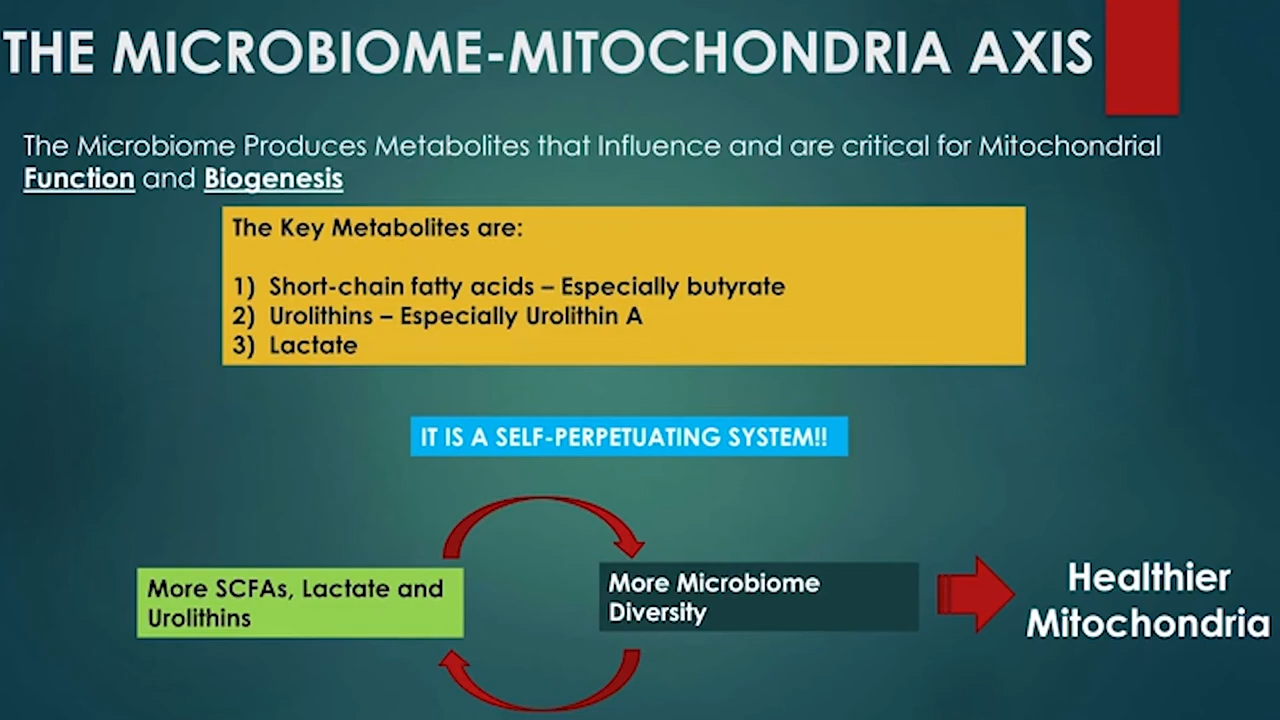 THE MICROBIOME-MITOCHONDRIA AXIS
The Microbiome Produces Metabolites that Influence and are critical for Mitochondrial
Function and Biogenesis
The Key Metabolites are:
1) Short-chain fatty acids – Especially butyrate
2) Urolithins – Especially Urolithin A
3) Lactate
IT IS A SELF-PERPETUATING SYSTEM!!
More SCFAs, Lactate and
Urolithins
More Microbiome
Diversity
Healthier
Mitochondria